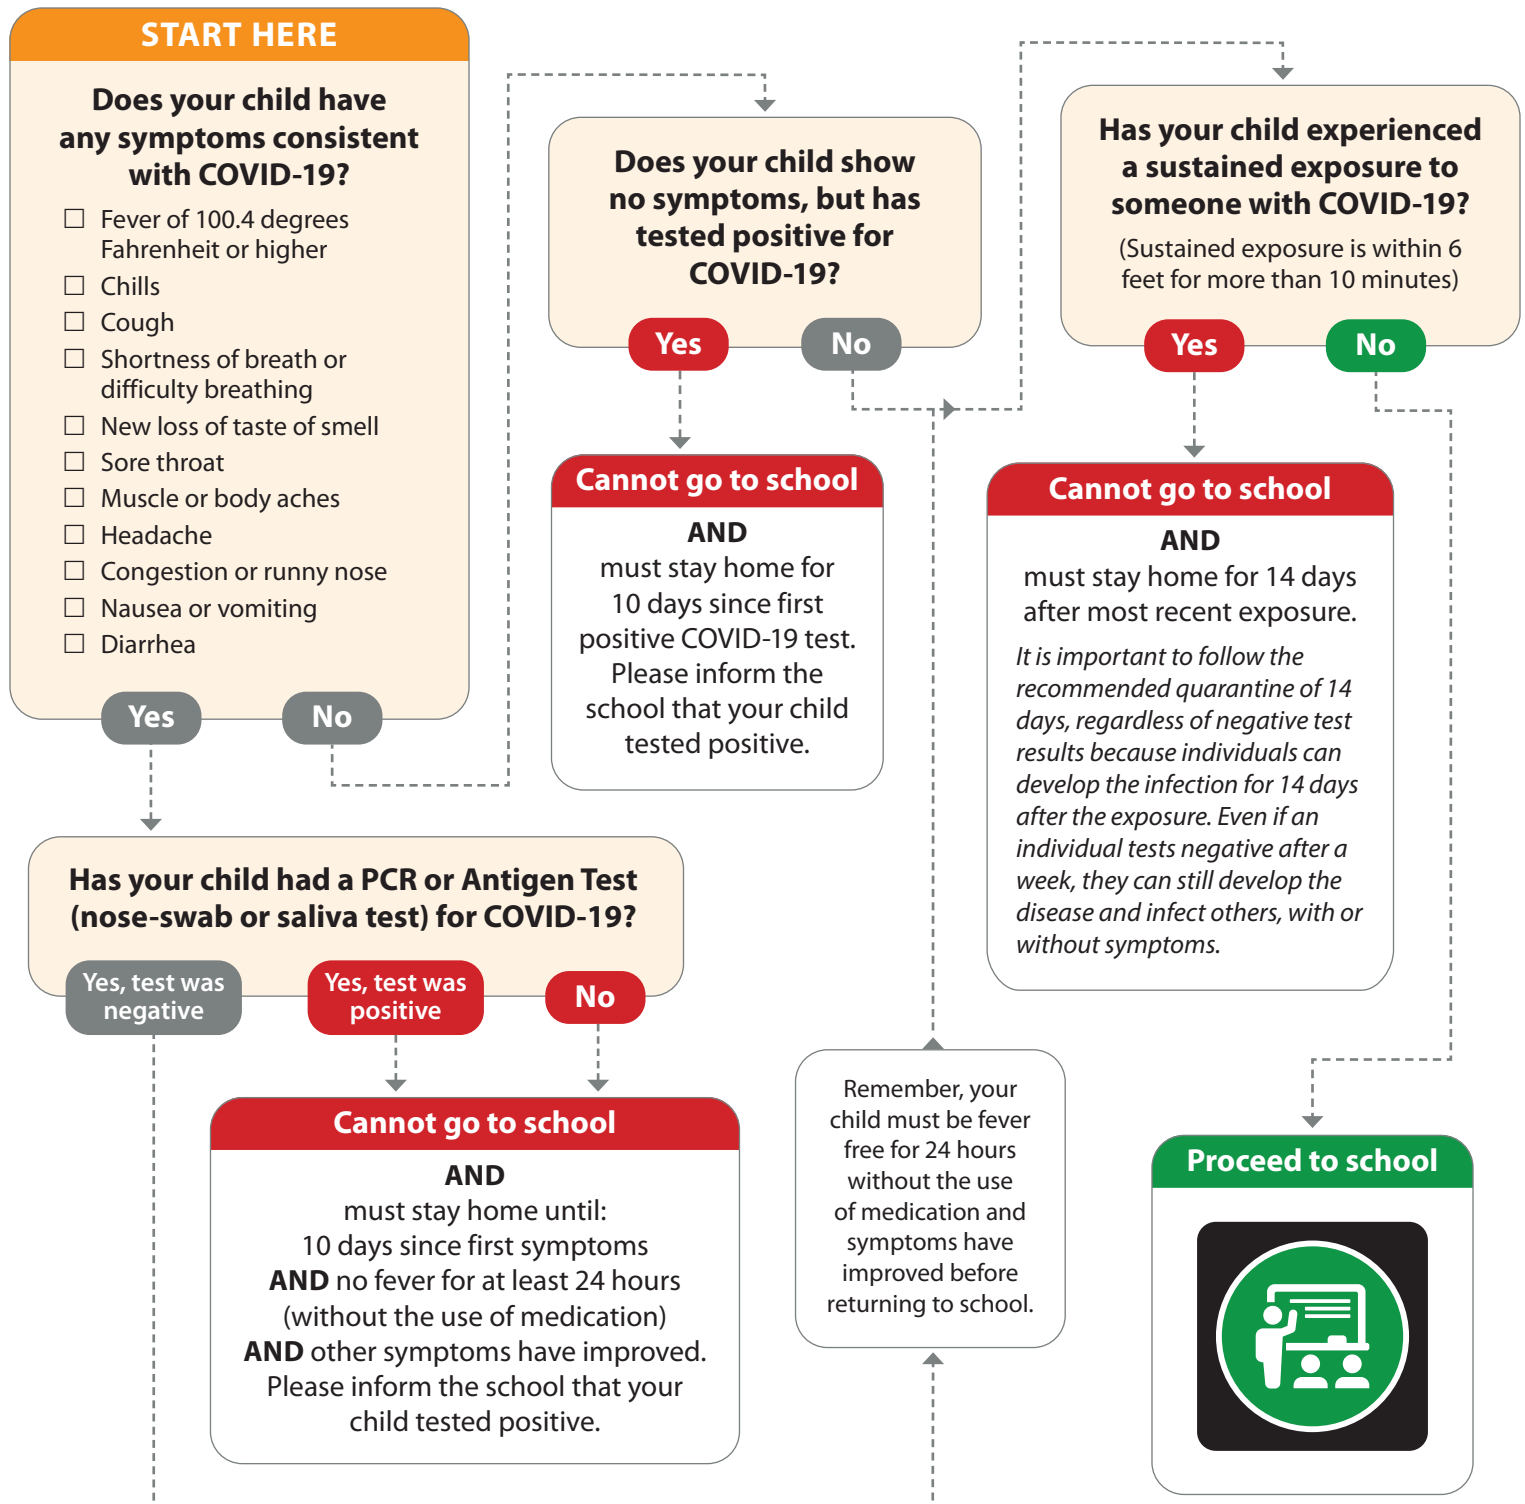 START HERE
Does your child have
any symptoms consistent
with COVID-19?
Fever of 100.4 degrees
Fahrenheit or higher
Chills
Cough
Shortness of breath or
difficulty breathing
New loss of taste of smell
Sore throat
Muscle or body aches
Headache
Congestion or runny nose
Nausea or vomiting
Diarrhea
Yes
No
Does your child show
no symptoms, but has
tested positive for
COVID-19?
Yes
No
Cannot go to school
AND
must stay home for
10 days since first
positive COVID-19 test.
Please inform the
school that your child
tested positive.
Has your child experienced
a sustained exposure to
someone with COVID-19?
(Sustained exposure is within 6
feet for more than 10 minutes)
Yes
No
Cannot go to school
AND
must stay home for 14 days
after most recent exposure.
It is important to follow the
recommended quarantine of 14
days, regardless of negative test
results because individuals can
develop the infection for 14 days
after the exposure. Even if an
individual tests negative after a
week, they can still develop the
disease and infect others, with or
without symptoms.
Has your child had a PCR or Antigen Test
(nose-swab or saliva test) for COVID-19?
Yes, test was
negative
Yes, test was
positive
No
Cannot go to school
AND
must stay home until:
10 days since first symptoms
AND no fever for at least 24 hours
(without the use of medication)
AND other symptoms have improved.
Please inform the school that your
child tested positive.
Remember, your
child must be fever
free for 24 hours
without the use
of medication and
symptoms have
improved before
returning to school.
Proceed to school